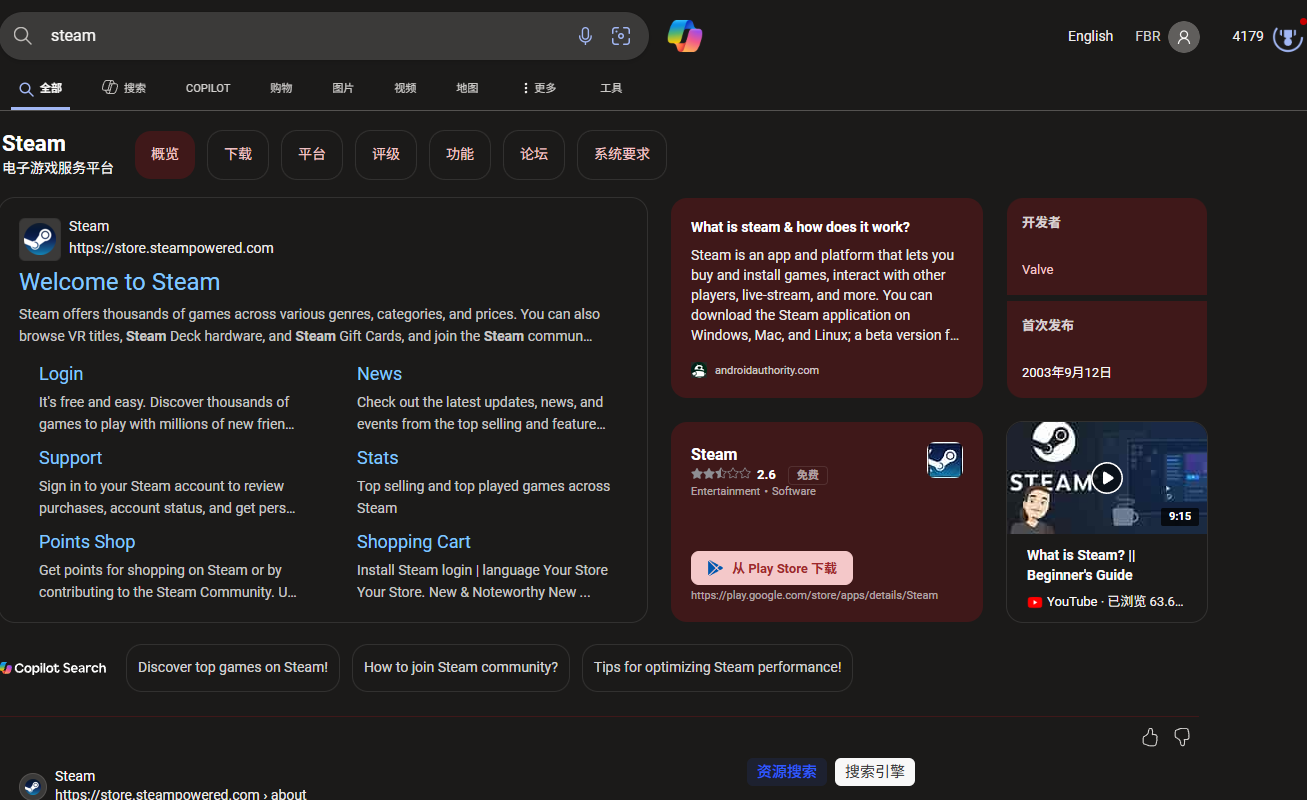 steam
English
FBR
4179
全部
搜索
COPILOT
购物
图片
视频
地图
更多
工具
Steam
电子游戏服务平台
概览
下载
平台
评级
功能
论坛
系统要求
Steam
https://store.steampowered.com
Welcome to Steam
Steam offers thousands of games across various genres, categories, and prices. You can also
browse VR titles, Steam Deck hardware, and Steam Gift Cards, and join the Steam commun...
Login
It's free and easy. Discover thousands of
games to play with millions of new frien...
News
Check out the latest updates, news, and
events from the top selling and feature...
Support
Sign in to your Steam account to review
purchases, account status, and get pers...
Stats
Top selling and top played games across
Steam
Points Shop
Get points for shopping on Steam or by
contributing to the Steam Community. U...
Shopping Cart
Install Steam login | language Your Store
Your Store. New & Noteworthy New ...
What is steam & how does it work?
Steam is an app and platform that lets you
buy and install games, interact with other
players, live-stream, and more. You can
download the Steam application on
Windows, Mac, and Linux; a beta version f...
androidauthority.com
开发者
Valve
首次发布
2003年9月12日
Steam
2.6
免费
Entertainment • Software
从 Play Store 下载
https://play.google.com/store/apps/details/Steam
STEAM
9:15
What is Steam? ||
Beginner's Guide
YouTube · 已浏览 63.6...
Copilot Search
Discover top games on Steam!
How to join Steam community?
Tips for optimizing Steam performance!
Steam
https://store.steampowered.com › about
资源搜索
搜索引擎